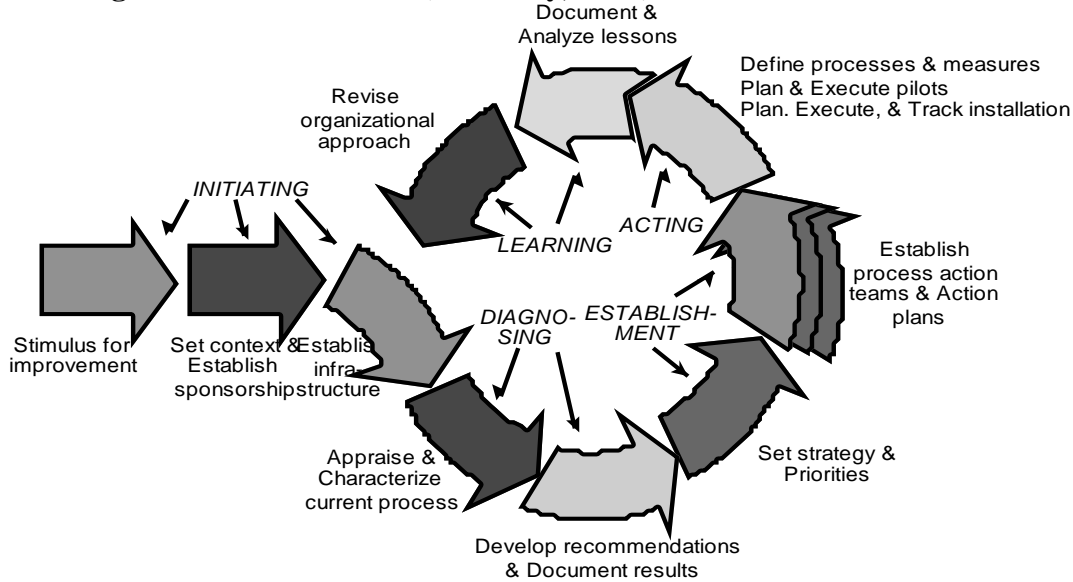 Document &
Analyze lessons
Define processes & measures
Plan & Execute pilots
Plan. Execute, & Track installation
Revise
organizational
approach
INITIATING
LEARNING
ACTING
Establish
process action
teams & Action
plans
DIAGNO-
SING
ESTABLISH-
MENT
Stimulus for
improvement
Set context &
Establish
sponsorship
Establis
infra-
structure
Appraise &
Characterize
current process
Set strategy &
Priorities
Develop recommendations
& Document results